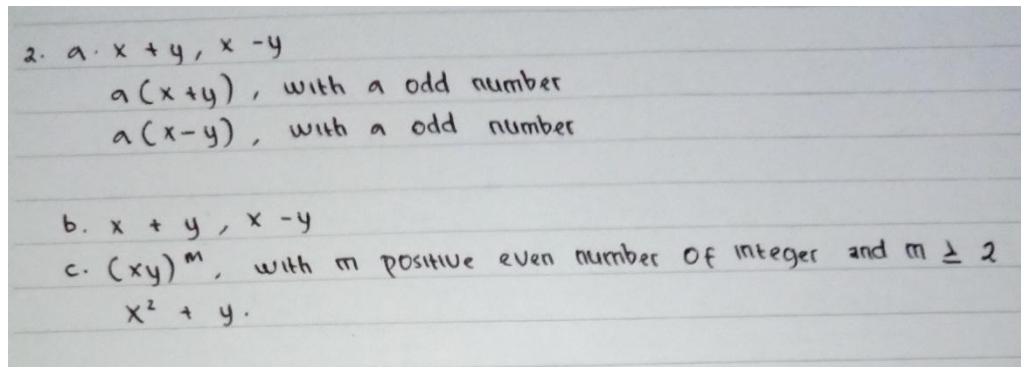 2. a. x + y, x - y
a(x+y), with a odd number
a(x-y), with a odd number
b. x + y, x - y
c. (xy)ᵐ, with m positive even number of integer and m ≥ 2
x² + y.